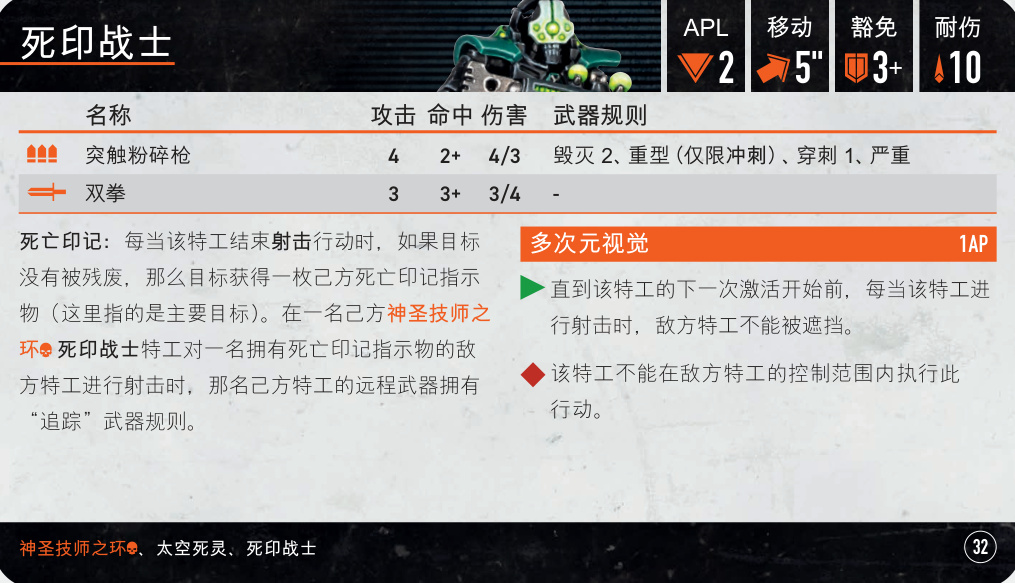 死印战士
APL 移动 豁免 耐伤
2 5" 3+ 10
名称 攻击 命中 伤害 武器规则
突触粉碎枪 4 2+ 4/3 毁灭 2、重型（仅限冲刺）、穿刺 1、严重
双拳 3 3+ 3/4 -
死亡印记：每当该特工结束射击行动时，如果目标
没有被残废，那么目标获得一枚己方死亡印记指示
物（这里指的是主要目标）。在一名己方神圣技师之
环 死印战士特工对一名拥有死亡印记指示物的敌
方特工进行射击时，那名己方特工的远程武器拥有
“追踪”武器规则。
多次元视觉 1AP
直到该特工的下一次激活开始前，每当该特工进
行射击时，敌方特工不能被遮挡。
该特工不能在敌方特工的控制范围内执行此
行动。
神圣技师之环、太空死灵、死印战士
32